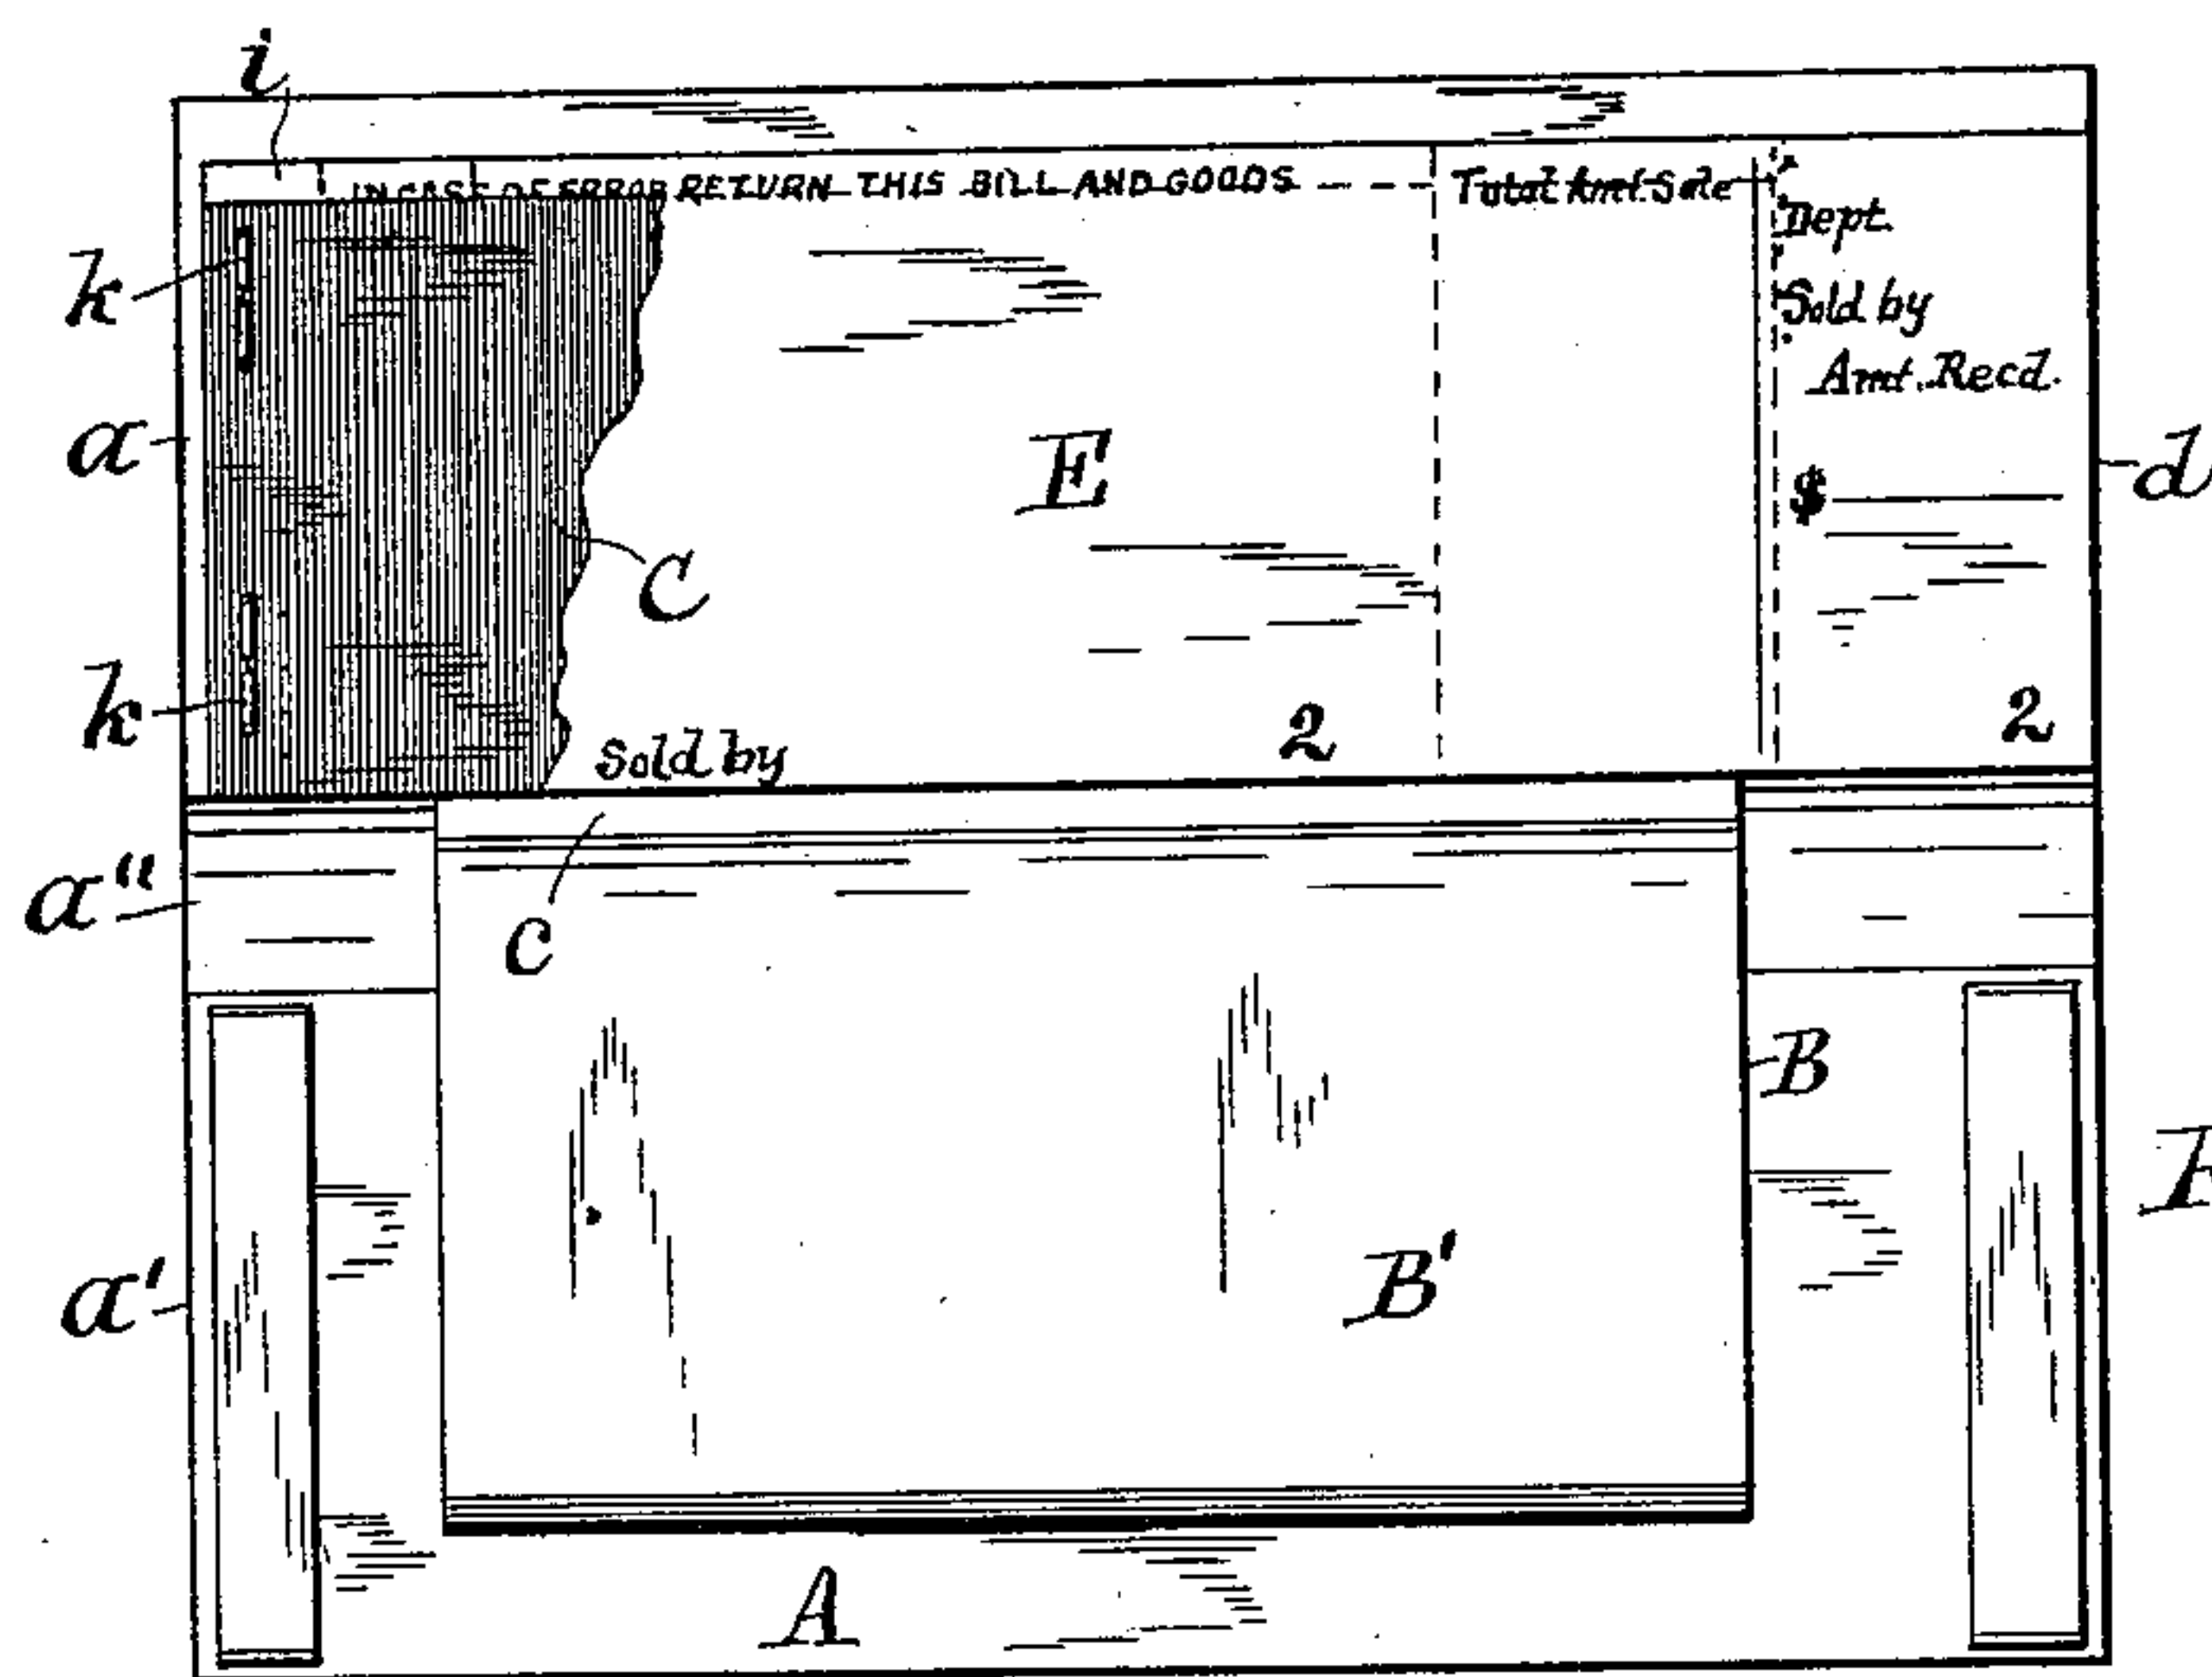 i
IN CASE OF ERROR RETURN THIS BILL AND GOODS Total Amt. Sale
Dept.
k
Sold by
Amt. Recd.
a
E
d
$
C
k
2
2
Sold by
a"
c
B
a'
B'
A